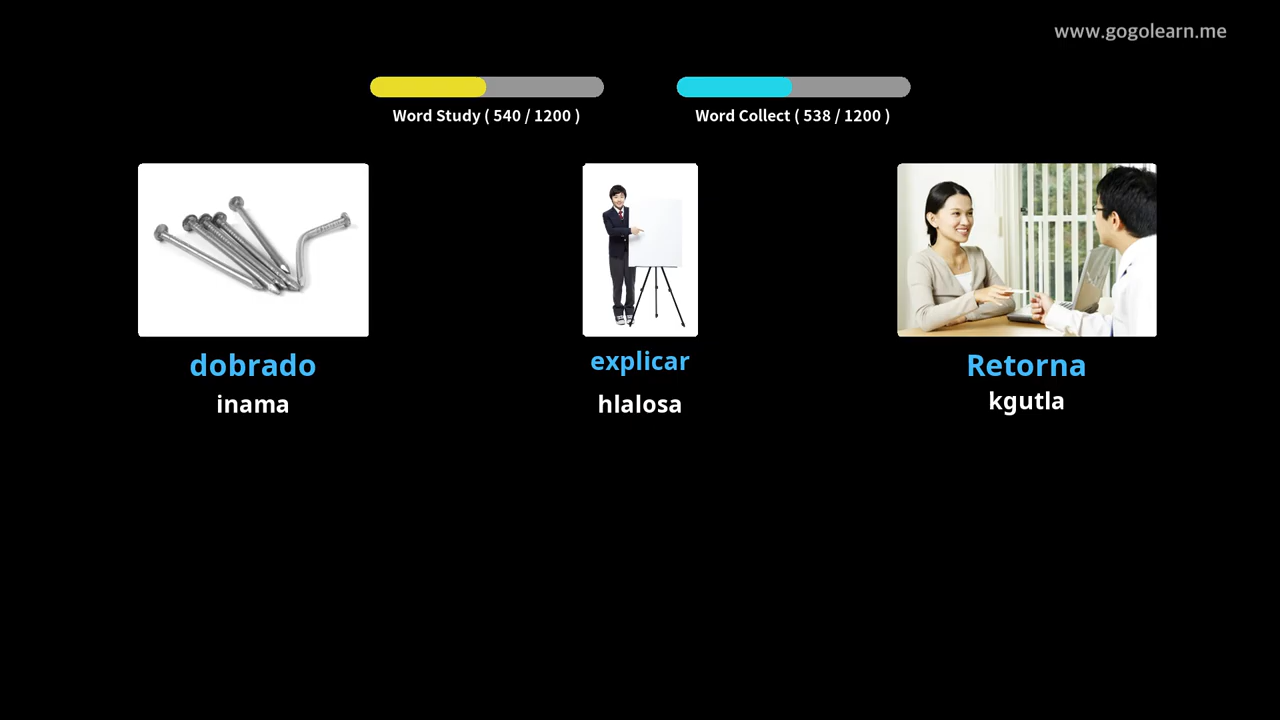 www.gogolearn.me
Word Study ( 540 / 1200 )
Word Collect ( 538 / 1200 )
dobrado
inama
explicar
hlalosa
Retorna
kgutla